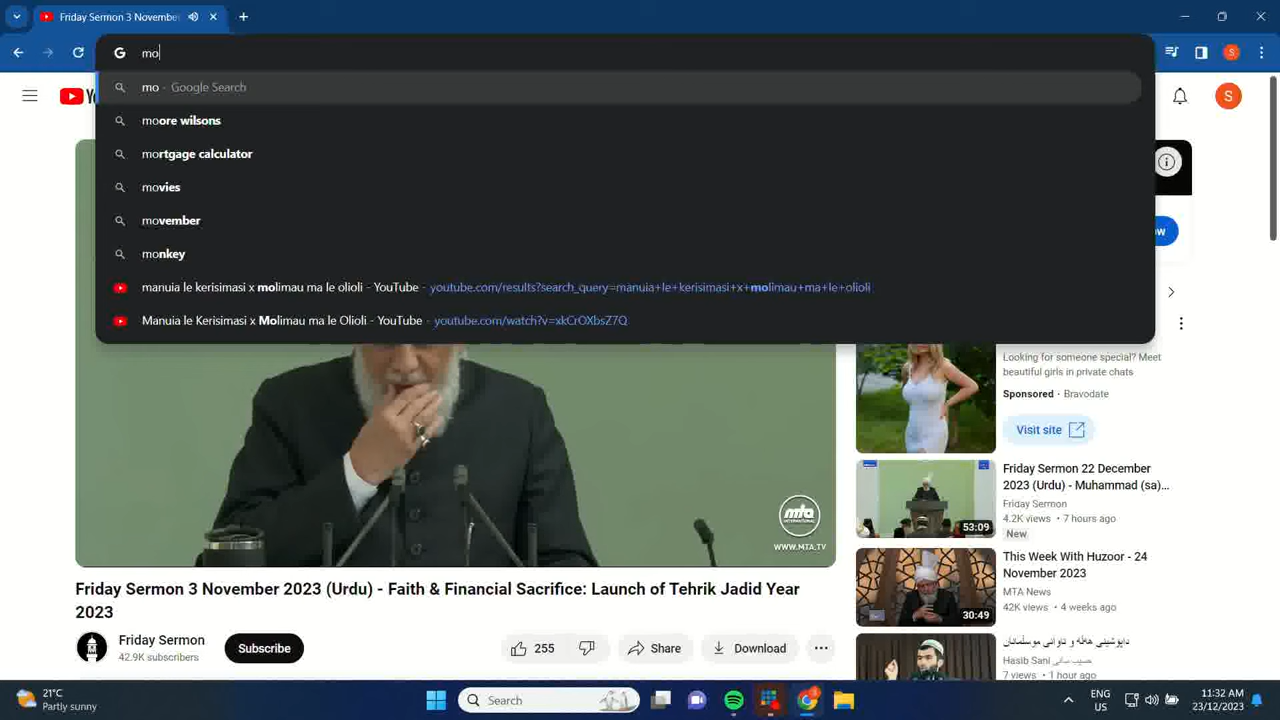 Friday Sermon 3 November
mo
mo - Google Search
moore wilsons
mortgage calculator
movies
movember
monkey
manuia le kerisimasi x molimau ma le olioli - YouTube - youtube.com/results?search_query=manuia+le+kerisimasi+x+molimau+ma+le+olioli
Manuia le Kerisimasi x Molimau ma le Olioli - YouTube - youtube.com/watch?v=xkCrOXbsZ7Q
S
S
Looking for someone special? Meet
beautiful girls in private chats
Sponsored · Bravodate
Visit site
mta
INTERNATIONAL
WWW.MTA.TV
Friday Sermon 22 December
2023 (Urdu) - Muhammad (sa)...
Friday Sermon
4.2K views • 7 hours ago
New
53:09
This Week With Huzoor - 24
November 2023
MTA News
42K views • 4 weeks ago
30:49
Hasib Sani
7 views • 1 hour ago
Friday Sermon 3 November 2023 (Urdu) - Faith & Financial Sacrifice: Launch of Tehrik Jadid Year
2023
Friday Sermon
42.9K subscribers
Subscribe
255
Share
Download
21°C
Partly sunny
Search
ENG
US
11:32 AM
23/12/2023